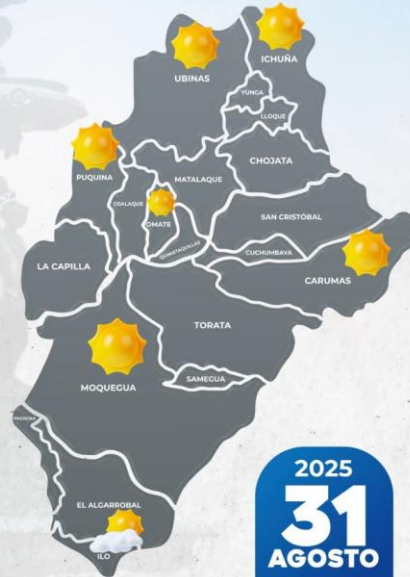 ICHUÑA
UBINAS
YUNGA
LLOQUE
CHOJATA
MATALAQUE
PUQUINA
COALAQUE
OMATE
QUINISTAQUILLAS
SAN CRISTÓBAL
CUCHUMBAYA
CARUMAS
LA CAPILLA
TORATA
SAMEGUA
MOQUEGUA
PACOCHA
EL ALGARROBAL
ILO
2025
31
AGOSTO